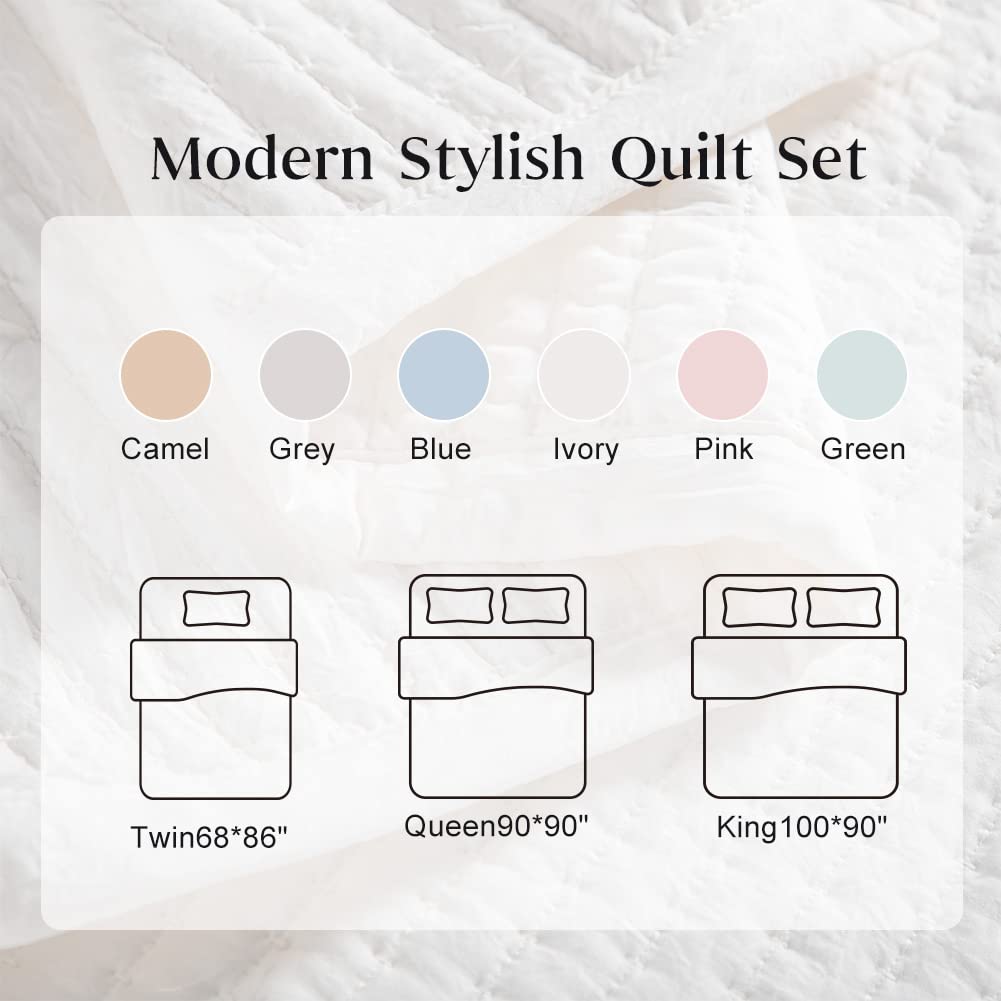 Modern Stylish Quilt Set
Camel Grey Blue Ivory Pink Green
Twin68*86" Queen90*90" King100*90"